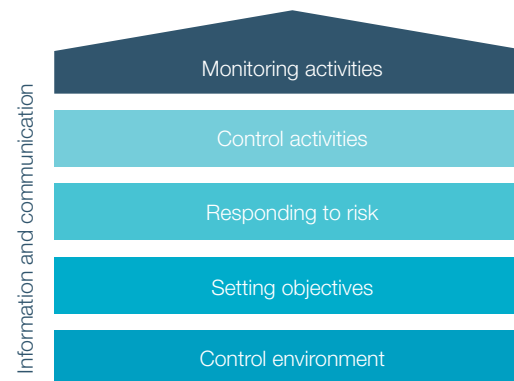 Information and communication
Monitoring activities
Control activities
Responding to risk
Setting objectives
Control environment